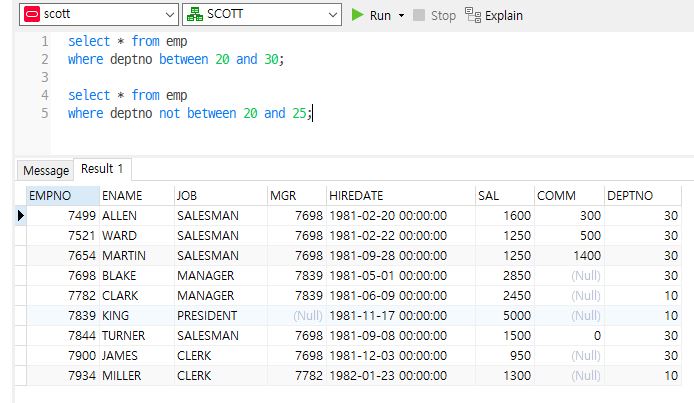 scott SCOTT Run Stop Explain
1 select * from emp
2 where deptno between 20 and 30;
3
4 select * from emp
5 where deptno not between 20 and 25;
Message Result 1
EMPNO ENAME JOB MGR HIREDATE SAL COMM DEPTNO
7499 ALLEN SALESMAN 7698 1981-02-20 00:00:00 1600 300 30
7521 WARD SALESMAN 7698 1981-02-22 00:00:00 1250 500 30
7654 MARTIN SALESMAN 7698 1981-09-28 00:00:00 1250 1400 30
7698 BLAKE MANAGER 7839 1981-05-01 00:00:00 2850 (Null) 30
7782 CLARK MANAGER 7839 1981-06-09 00:00:00 2450 (Null) 10
7839 KING PRESIDENT (Null) 1981-11-17 00:00:00 5000 (Null) 10
7844 TURNER SALESMAN 7698 1981-09-08 00:00:00 1500 0 30
7900 JAMES CLERK 7698 1981-12-03 00:00:00 950 (Null) 30
7934 MILLER CLERK 7782 1982-01-23 00:00:00 1300 (Null) 10